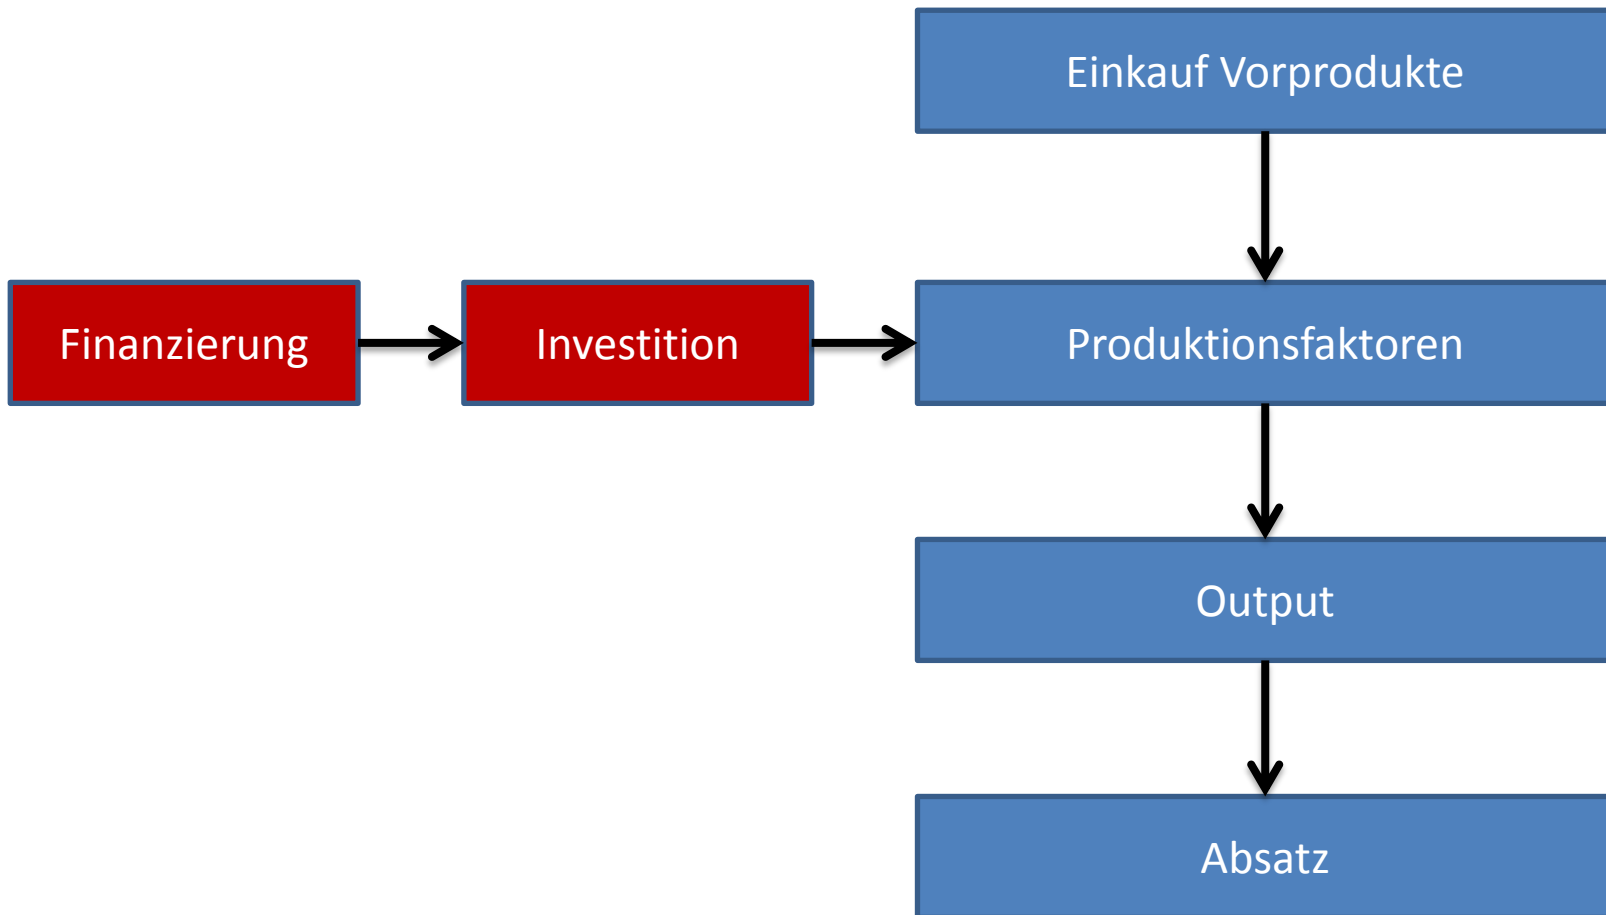 Einkauf Vorprodukte
Finanzierung
Investition
Produktionsfaktoren
Output
Absatz